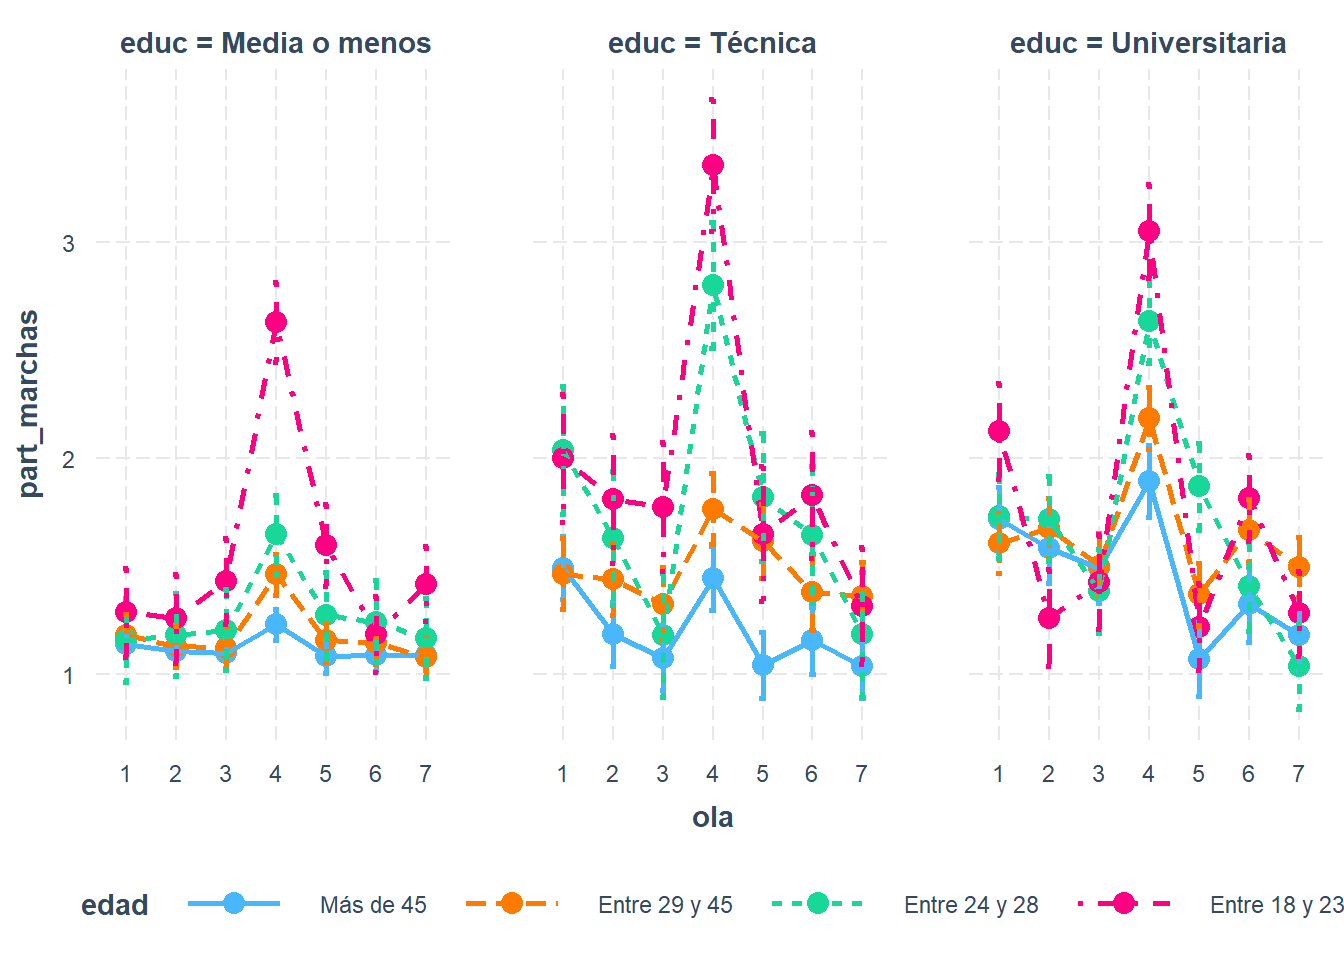 educ = Media o menos educ = Técnica educ = Universitaria
part_marchas
3
2
1
1 2 3 4 5 6 7 1 2 3 4 5 6 7 1 2 3 4 5 6 7
ola
edad Más de 45 Entre 29 y 45 Entre 24 y 28 Entre 18 y 23